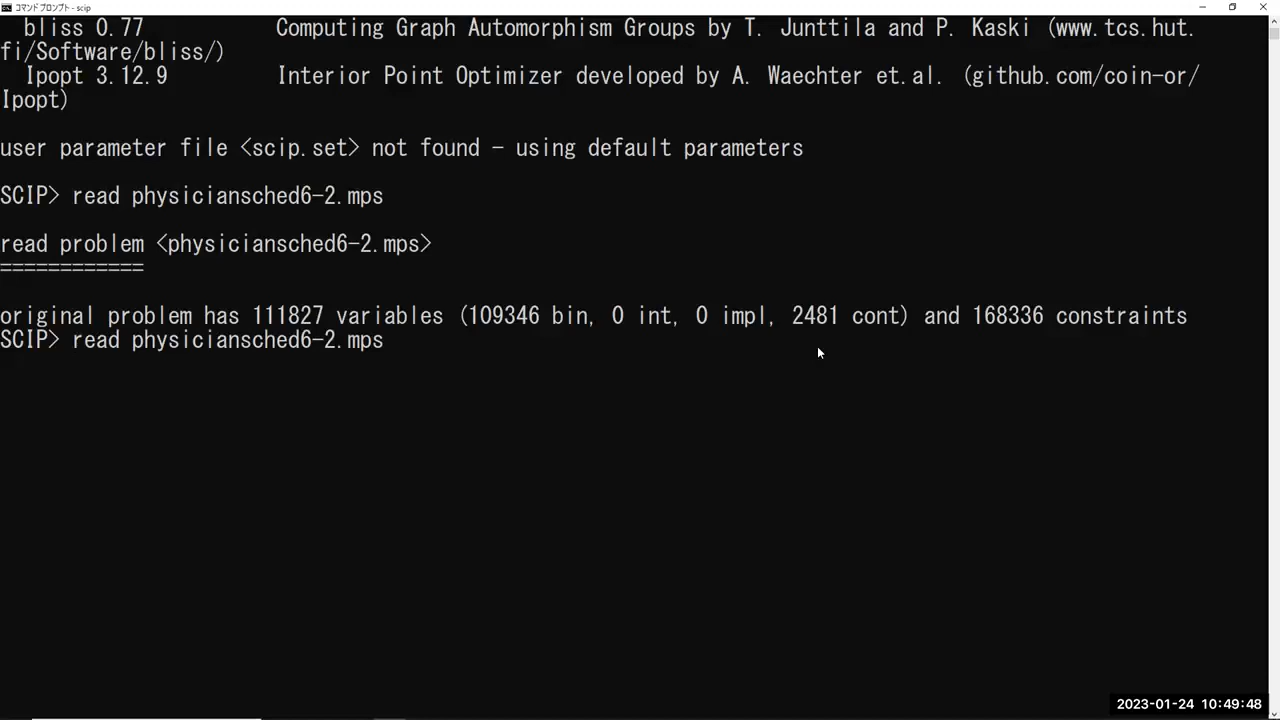 コマンド プロンプト - scip
bliss 0.77 Computing Graph Automorphism Groups by T. Junttila and P. Kaski (www.tcs.hut.
fi/Software/bliss/)
Ipopt 3.12.9 Interior Point Optimizer developed by A. Waechter et.al. (github.com/coin-or/
Ipopt)
user parameter file <scip.set> not found - using default parameters
SCIP> read physiciansched6-2.mps
read problem <physiciansched6-2.mps>
============
original problem has 111827 variables (109346 bin, 0 int, 0 impl, 2481 cont) and 168336 constraints
SCIP> read physiciansched6-2.mps
2023-01-24 10:49:48